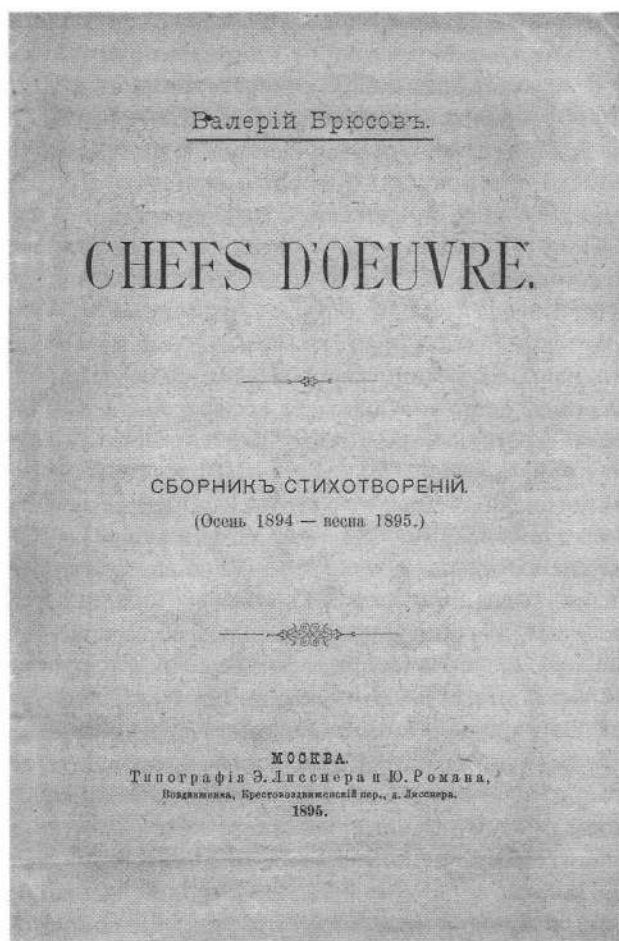 Валерій Брюсовъ.
CHEFS D'OEUVRE.
СБОРНИКЪ СТИХОТВОРЕНІЙ.
(Осень 1894 — весна 1895.)
МОСКВА.
Типографія Э. Лисснера и Ю. Романа,
Воздвиженка, Крестовоздвиженскій пер., д. Лисснера.
1895.